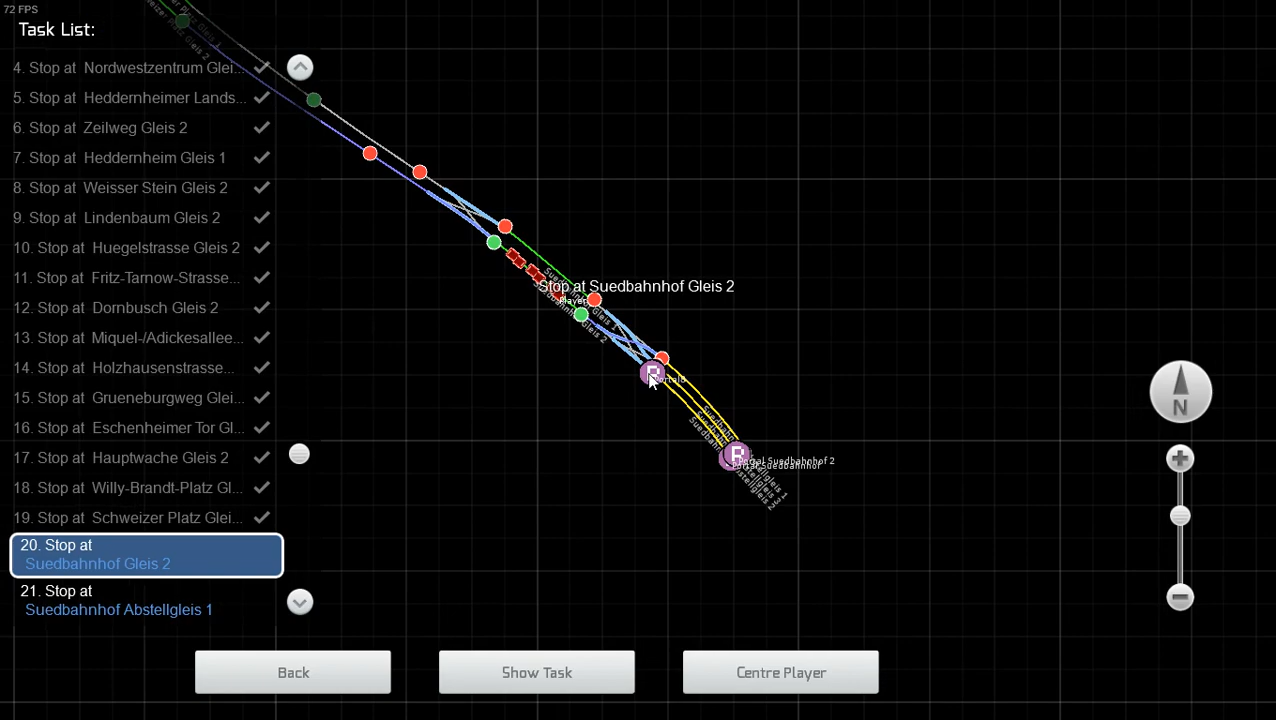 72 FPS
Task List:
4. Stop at Nordwestzentrum Glei...
5. Stop at Heddernheimer Lands...
6. Stop at Zeilweg Gleis 2
7. Stop at Heddernheim Gleis 1
8. Stop at Weisser Stein Gleis 2
9. Stop at Lindenbaum Gleis 2
10. Stop at Huegelstrasse Gleis 2
11. Stop at Fritz-Tarnow-Strasse...
12. Stop at Dornbusch Gleis 2
13. Stop at Miquel-/Adickesallee...
14. Stop at Holzhausenstrasse...
15. Stop at Grueneburgweg Glei...
16. Stop at Eschenheimer Tor Gl...
17. Stop at Hauptwache Gleis 2
18. Stop at Willy-Brandt-Platz Gl...
19. Stop at Schweizer Platz Glei...
20. Stop at
Suedbahnhof Gleis 2
21. Stop at
Suedbahnhof Abstellgleis 1
Stop at Suedbahnhof Gleis 2
Player
Portal Suedbahnhof 2
Portal Suedbahnhof
N
Back
Show Task
Centre Player